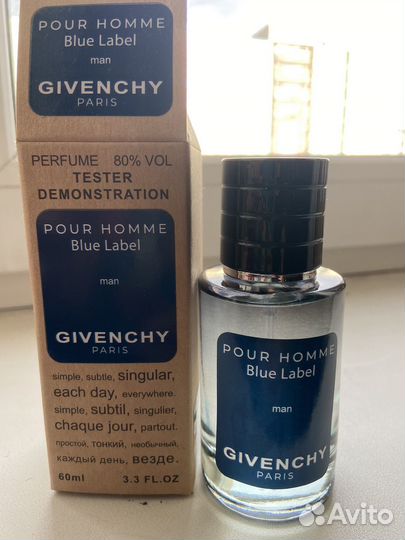 POUR HOMME
Blue Label
man
GIVENCHY
PARIS
PERFUME 80% VOL
TESTER
DEMONSTRATION
POUR HOMME
Blue Label
man
GIVENCHY
PARIS
simple, subtle, singular,
each day, everywhere.
simple, subtil, singulier,
chaque jour, partout.
простой, тонкий, необычный,
каждый день, везде.
60ml 3.3 FL.OZ
POUR HOMME
Blue Label
man
GIVENCHY
PARIS
Avito